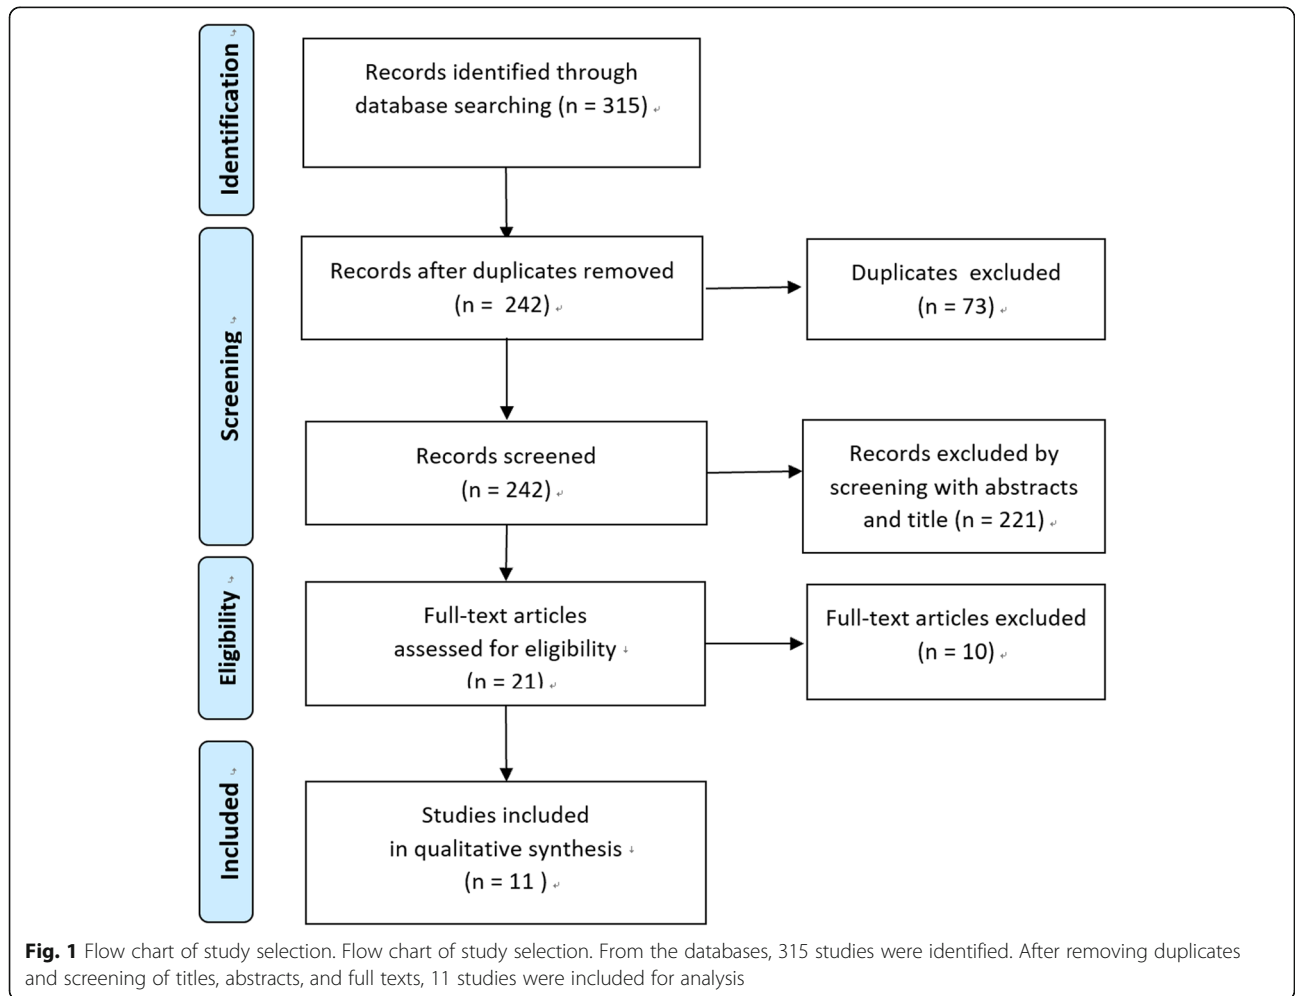 Identification
Records identified through
database searching (n = 315)
Screening
Records after duplicates removed
(n =  242)
Duplicates  excluded
(n = 73)
Records screened
(n = 242)
Records excluded by
screening with abstracts
and title (n = 221)
Eligibility
Full-text articles
assessed for eligibility
(n = 21)
Full-text articles excluded
(n = 10)
Included
Studies included
in qualitative synthesis
(n = 11 )
Fig. 1 Flow chart of study selection. Flow chart of study selection. From the databases, 315 studies were identified. After removing duplicates
and screening of titles, abstracts, and full texts, 11 studies were included for analysis